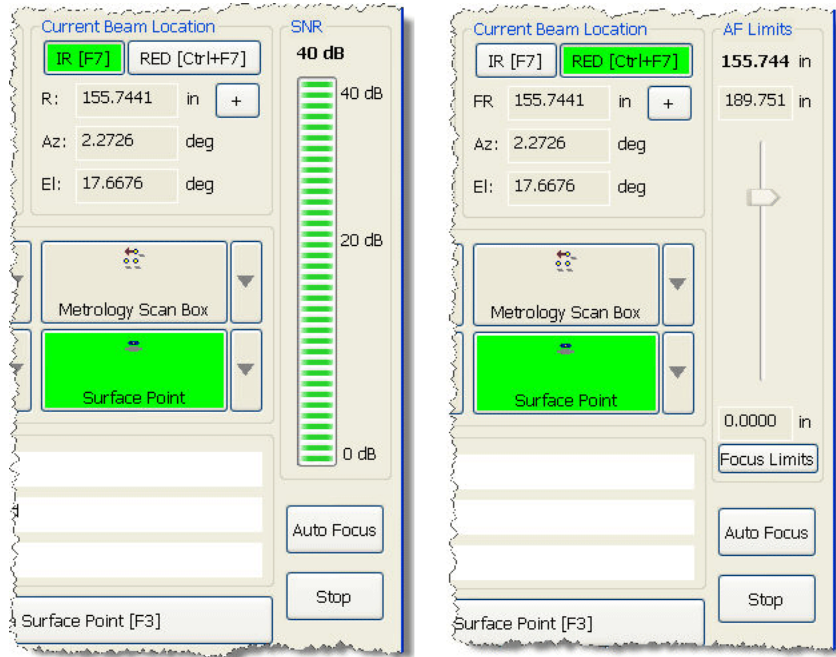 Current Beam Location
SNR
IR [F7]
RED [Ctrl+F7]
40 dB
R:
155.7441
in
+
40 dB
Az:
2.2726
deg
El:
17.6676
deg
20 dB
Metrology Scan Box
Surface Point
0 dB
Auto Focus
Stop
Surface Point [F3]
Current Beam Location
AF Limits
IR [F7]
RED [Ctrl+F7]
155.744 in
FR
155.7441
in
+
189.751 in
Az:
2.2726
deg
El:
17.6676
deg
Metrology Scan Box
Surface Point
0.0000 in
Focus Limits
Auto Focus
Stop
Surface Point [F3]